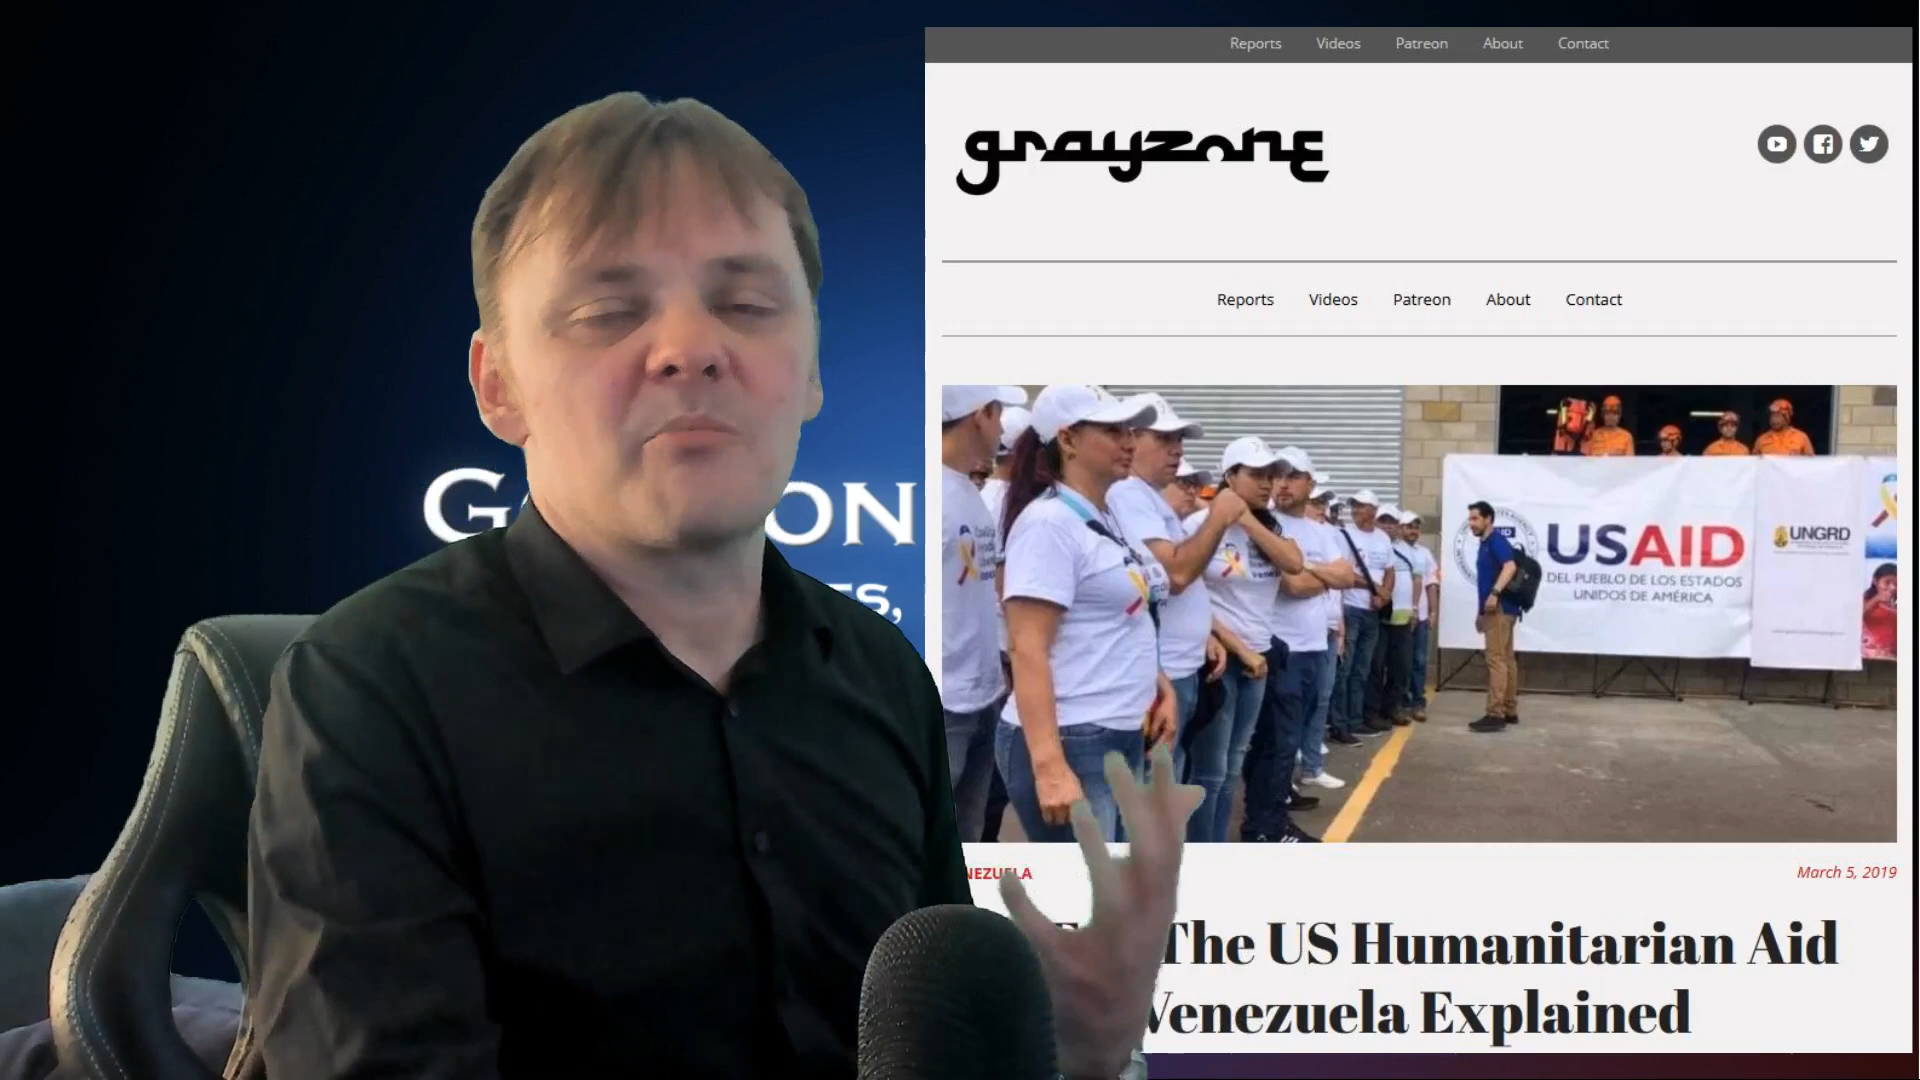 Reports Videos Patreon About Contact
grayzone
Reports Videos Patreon About Contact
USAID
DEL PUEBLO DE LOS ESTADOS
UNIDOS DE AMÉRICA
UNGRD
March 5, 2019
The US Humanitarian Aid
Venezuela Explained